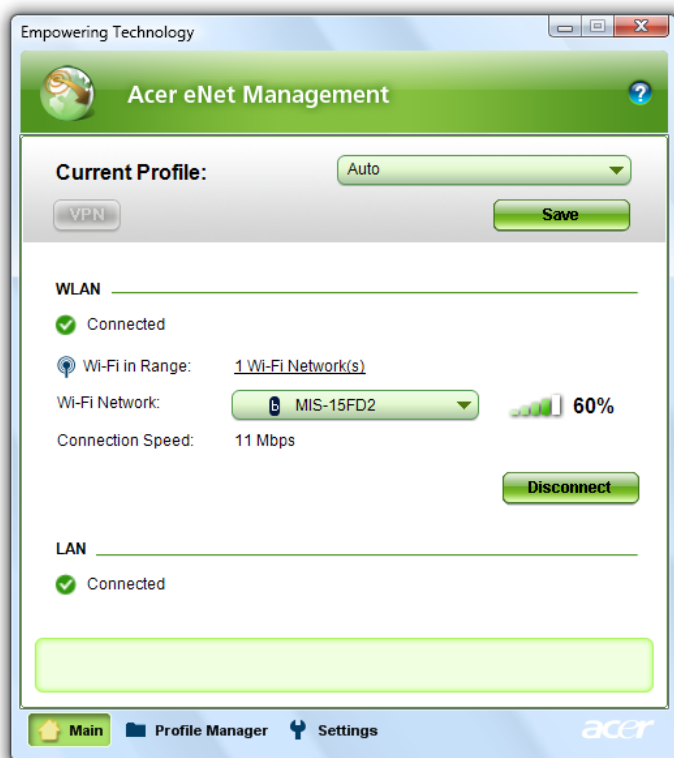 Empowering Technology
Acer eNet Management
?
Current Profile:
Auto
VPN
Save
WLAN
Connected
Wi-Fi in Range:
1 Wi-Fi Network(s)
Wi-Fi Network:
b MIS-15FD2
60%
Connection Speed:
11 Mbps
Disconnect
LAN
Connected
Main
Profile Manager
Settings
acer